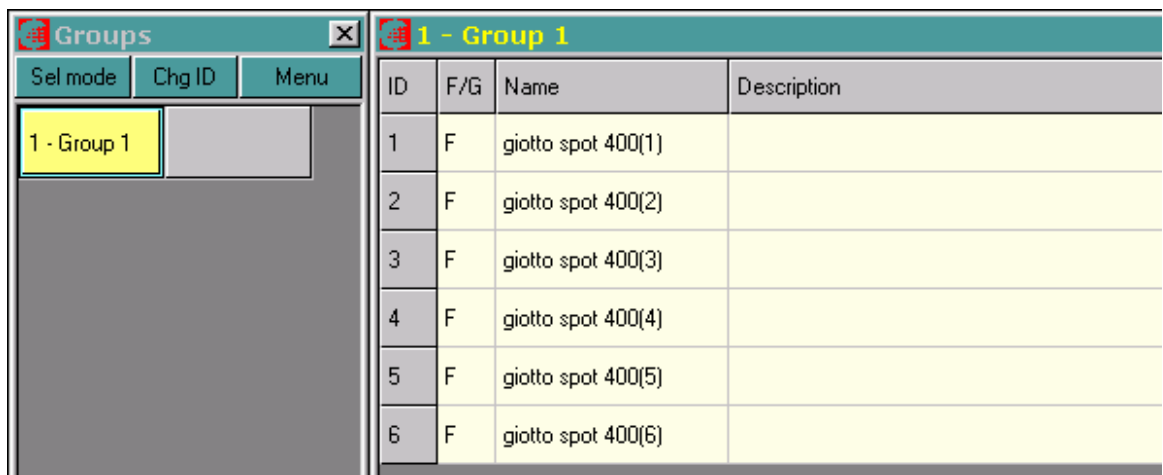 Groups
Sel mode Chg ID Menu
1 - Group 1
1 - Group 1
ID F/G Name Description
1 F giotto spot 400(1)
2 F giotto spot 400(2)
3 F giotto spot 400(3)
4 F giotto spot 400(4)
5 F giotto spot 400(5)
6 F giotto spot 400(6)